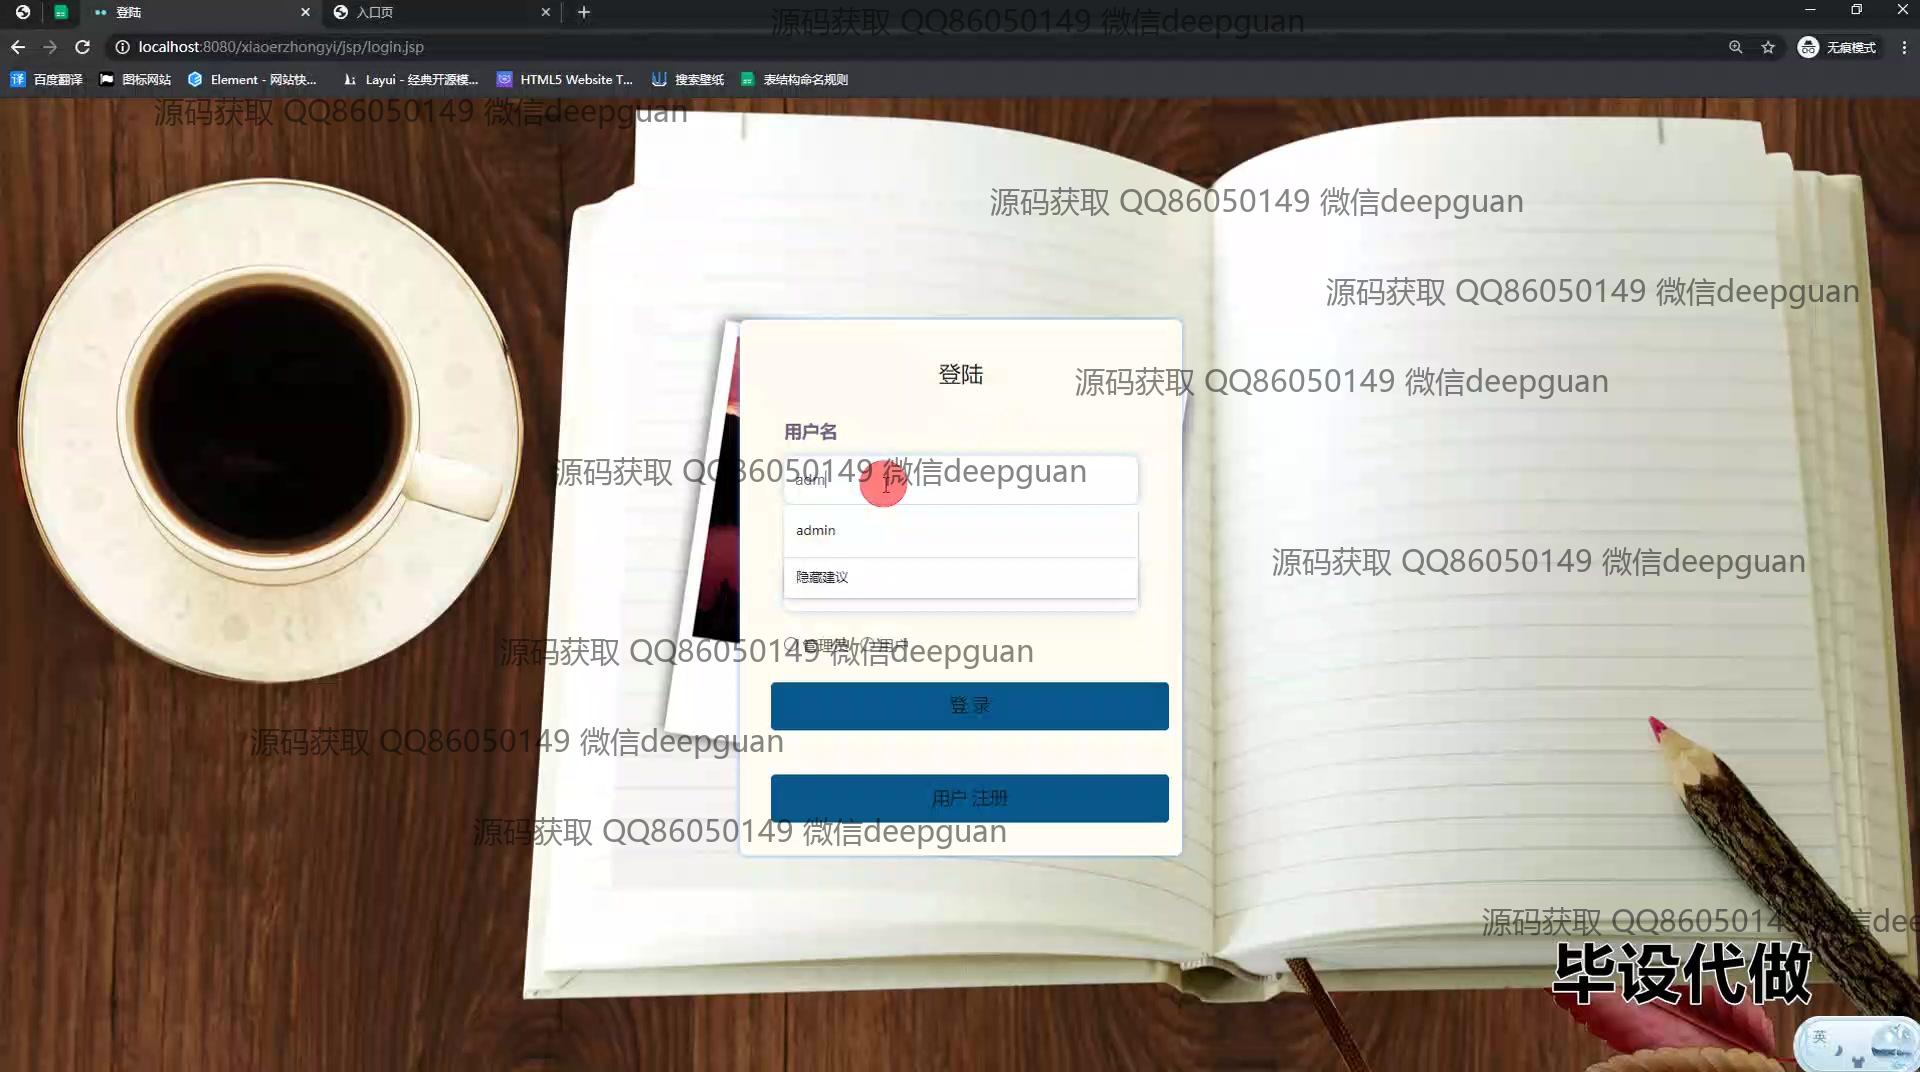 登陆
入口页
源码获取 QQ86050149 微信deepguan
localhost:8080/xiaoerzhongyi/jsp/login.jsp
无痕模式
百度翻译
图标网站
Element - 网站快...
Layui - 经典开源模...
HTML5 Website T...
搜索壁纸
表结构命名规则
源码获取 QQ86050149 微信deepguan
源码获取 QQ86050149 微信deepguan
源码获取 QQ86050149 微信deepguan
登陆
源码获取 QQ86050149 微信deepguan
用户名
源码获取 QQ86050149 微信deepguan
adm
admin
源码获取 QQ86050149 微信deepguan
隐藏建议
管理员
用户
源码获取 QQ86050149 微信deepguan
登 录
源码获取 QQ86050149 微信deepguan
用户 注册
源码获取 QQ86050149 微信deepguan
源码获取 QQ86050149 微信dee
毕设代做
英